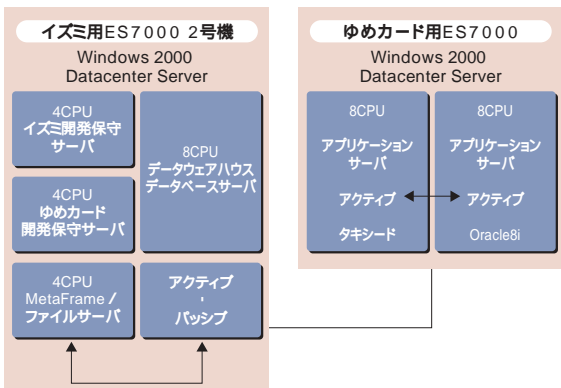 イズミ用ES7000 2号機
Windows 2000
Datacenter Server
4CPU
イズミ開発保守
サーバ
4CPU
ゆめカード
開発保守サーバ
8CPU
データウェアハウス
データベースサーバ
4CPU
MetaFrame/
ファイルサーバ
アクティブ
-
パッシブ
ゆめカード用ES7000
Windows 2000
Datacenter Server
8CPU
アプリケーション
サーバ
アクティブ
タキシード
8CPU
アプリケーション
サーバ
アクティブ
Oracle8i